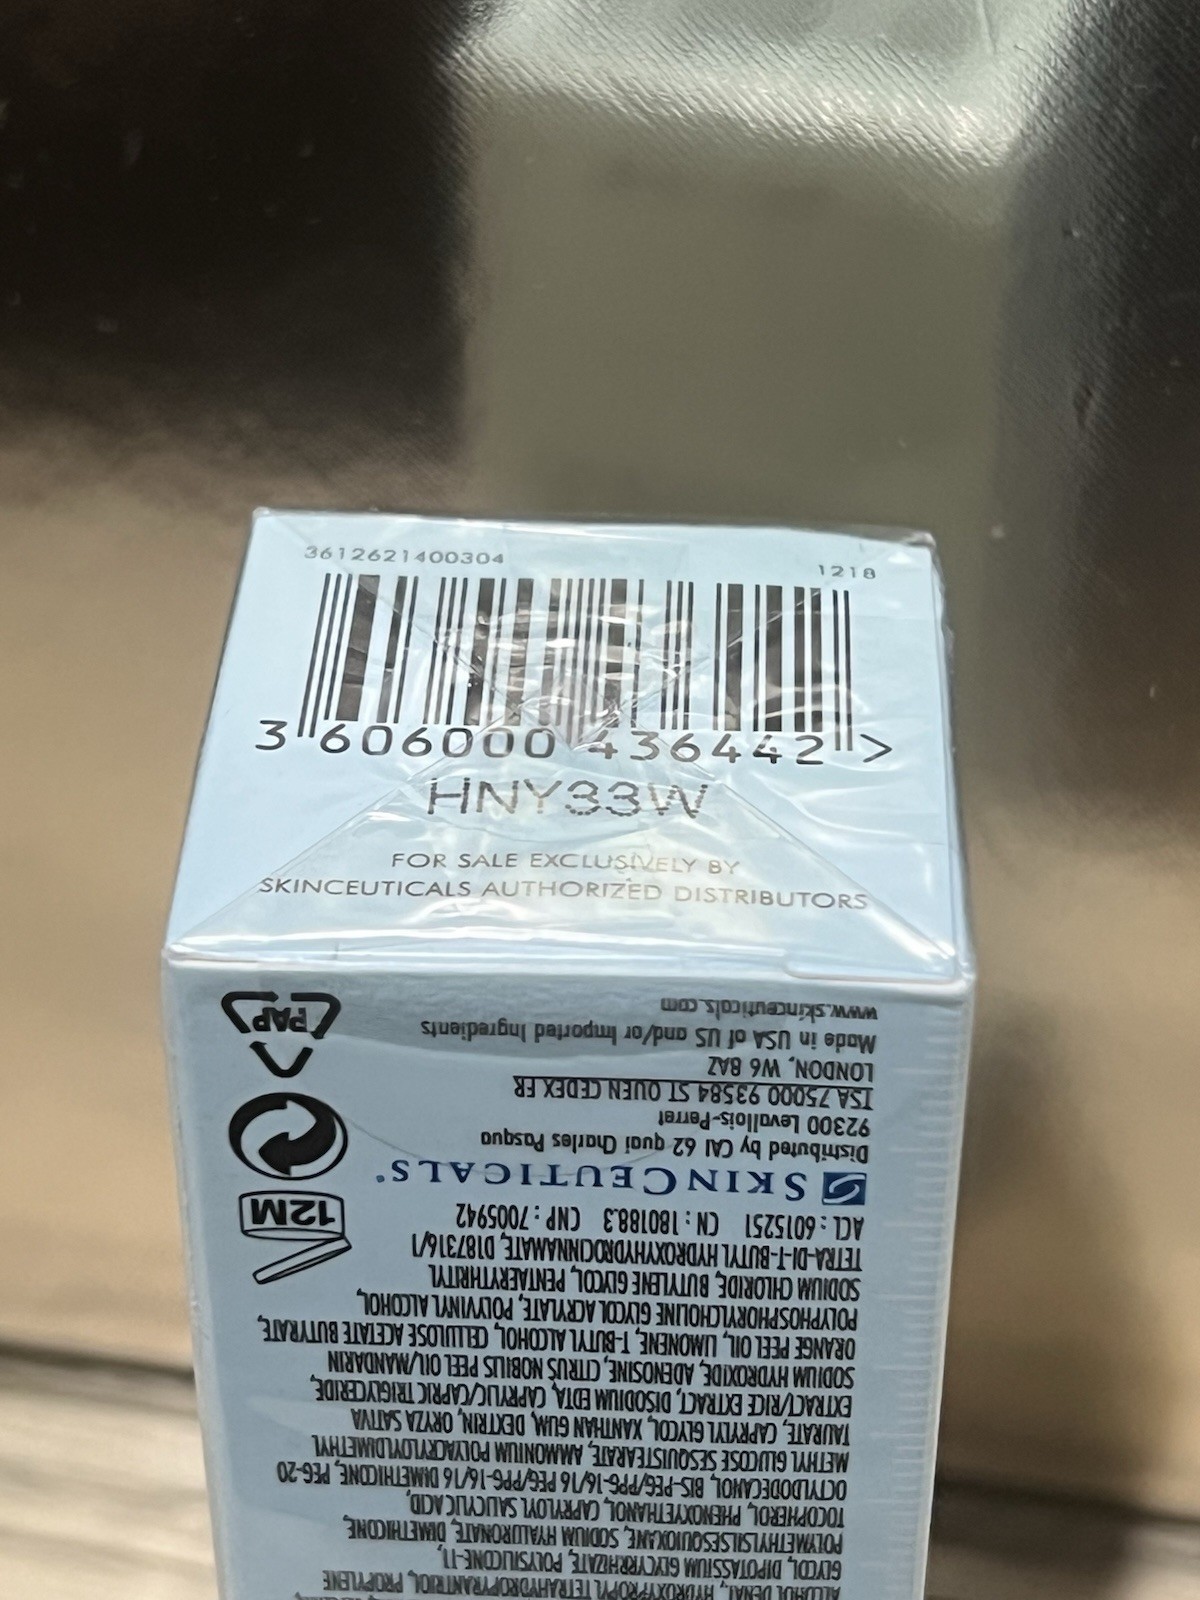 3612621400304
1218
3 606000 436442 >
HNY33W
FOR SALE EXCLUSIVELY BY
SKINCEUTICALS AUTHORIZED DISTRIBUTORS
ALCOHOL DENAT, HYDROXYPROPYL TETRAHYDROPYRANTRIOL, PROPYLENE
GLYCOL, DIPOTASSIUM GLYCYRRHIZATE, POLYSILICONE-11,
POLYMETHYLSILSESQUIOXANE, SODIUM HYALURONATE, DIMETHICONE,
TOCOPHEROL, PHENOXYETHANOL, CAPRYLOYL SALICYLIC ACID,
OCTYLDODECANOL, BIS-PEG/PPG-16/16 PEG/PPG-16/16 DIMETHICONE, PEG-20
METHYL GLUCOSE SESQUISTEARATE, AMMONIUM POLYACRYLOYLDIMETHYL
TAURATE, CAPRYLYL GLYCOL, XANTHAN GUM, DEXTRIN, ORYZA SATIVA
EXTRACT/RICE EXTRACT, DISODIUM EDTA, CAPRYLIC/CAPRIC TRIGLYCERIDE,
SODIUM HYDROXIDE, ADENOSINE, CITRUS NOBILIS PEEL OIL/MANDARIN
ORANGE PEEL OIL, LIMONENE, T-BUTYL ALCOHOL, CELLULOSE ACETATE BUTYRATE,
POLYPHOSPHORYLCHOLINE GLYCOL ACRYLATE, POLYVINYL ALCOHOL,
SODIUM CHLORIDE, BUTYLENE GLYCOL, PENTAERYTHRITYL
TETRA-DI-T-BUTYL HYDROXYHYDROCINNAMATE, D187316/1
ACL : 6015251 CN : 180188.3 CNP : 7005942
SKINCEUTICALS®
Distributed by CAI 62 quai Charles Pasqua
92300 Levallois-Perret
TSA 75000 93584 ST OUEN CEDEX FR
LONDON, W6 8AZ
Made in USA of US and/or Imported Ingredients
www.skinceuticals.com
12M
PAP